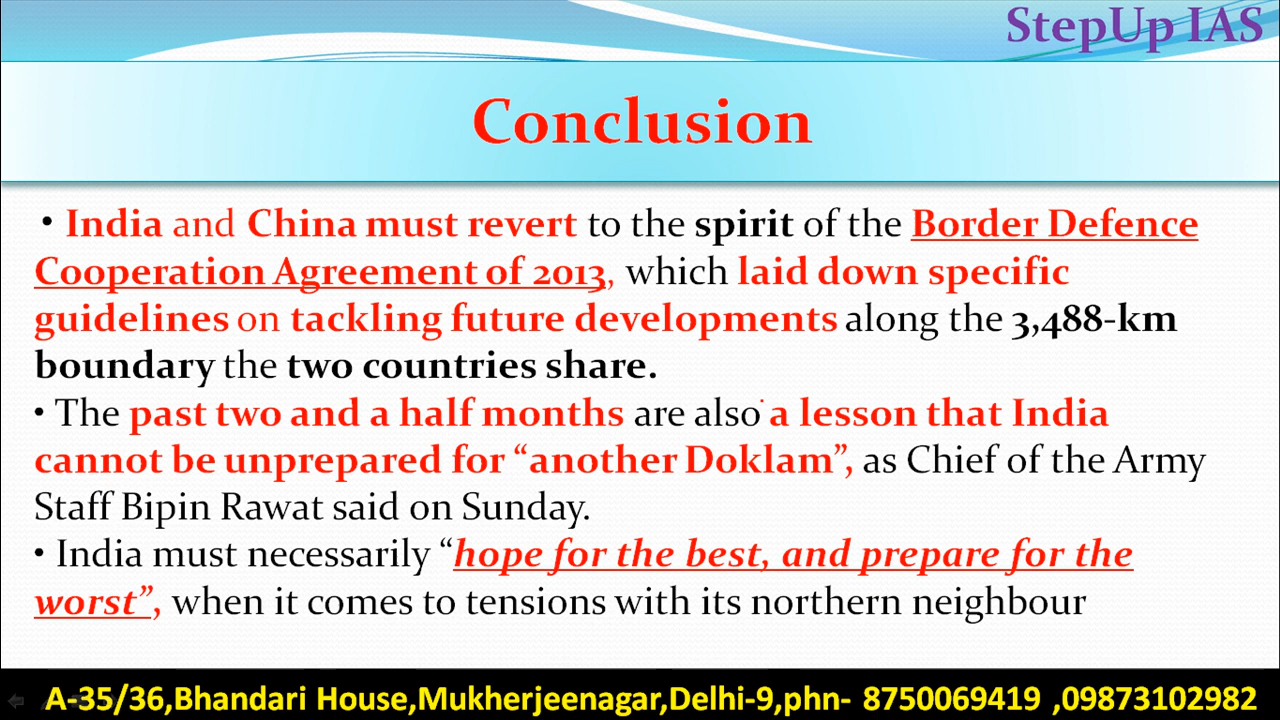 StepUp IAS
Conclusion
• India and China must revert to the spirit of the Border Defence
Cooperation Agreement of 2013, which laid down specific
guidelines on tackling future developments along the 3,488-km
boundary the two countries share.
• The past two and a half months are also a lesson that India
cannot be unprepared for “another Doklam”, as Chief of the Army
Staff Bipin Rawat said on Sunday.
• India must necessarily “hope for the best, and prepare for the
worst”, when it comes to tensions with its northern neighbour
A-35/36,Bhandari House,Mukherjeenagar,Delhi-9,phn- 8750069419 ,09873102982